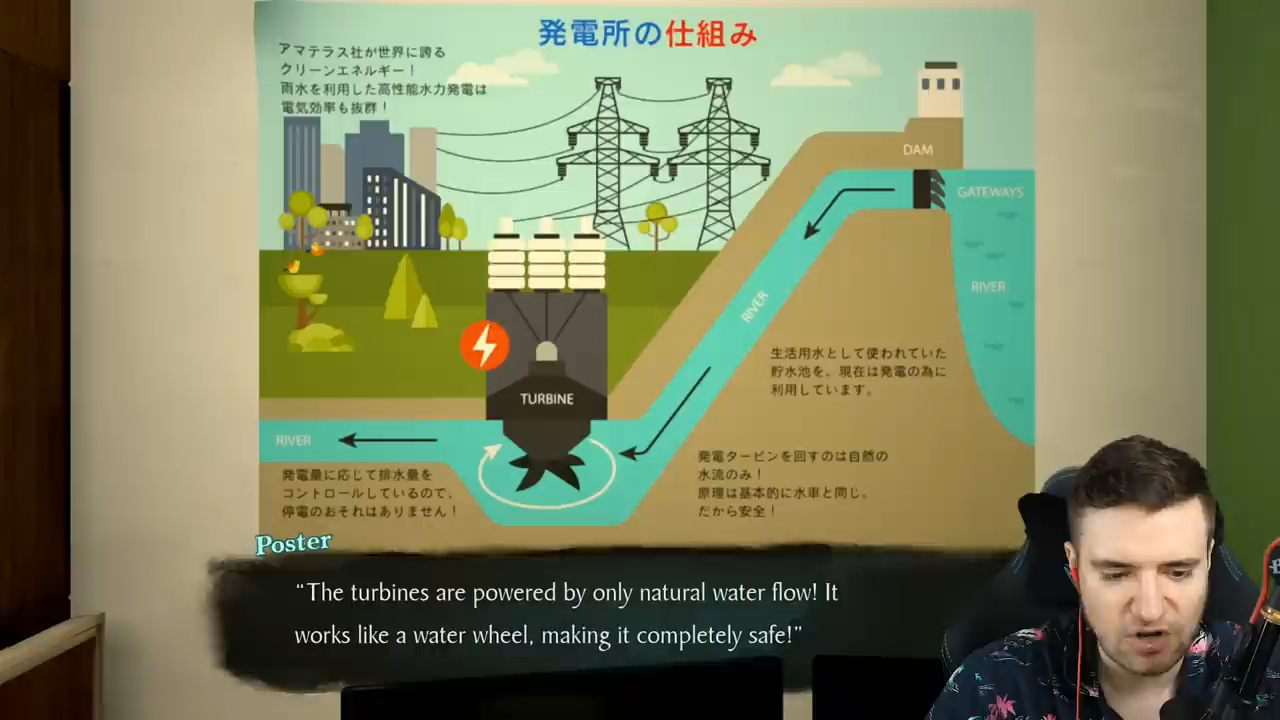 発電所の仕組み
アマテラス社が世界に誇る
クリーンエネルギー！
雨水を利用した高性能水力発電は
電気効率も抜群！
DAM
GATEWAYS
RIVER
RIVER
生活用水として使われていた
貯水池を、現在は発電の為に
利用しています。
TURBINE
RIVER
発電タービンを回すのは自然の
水流のみ！
原理は基本的に水車と同じ。
だから安全！
発電量に応じて排水量を
コントロールしているので、
停電のおそれはありません！
Poster
“The turbines are powered by only natural water flow! It
works like a water wheel, making it completely safe!”